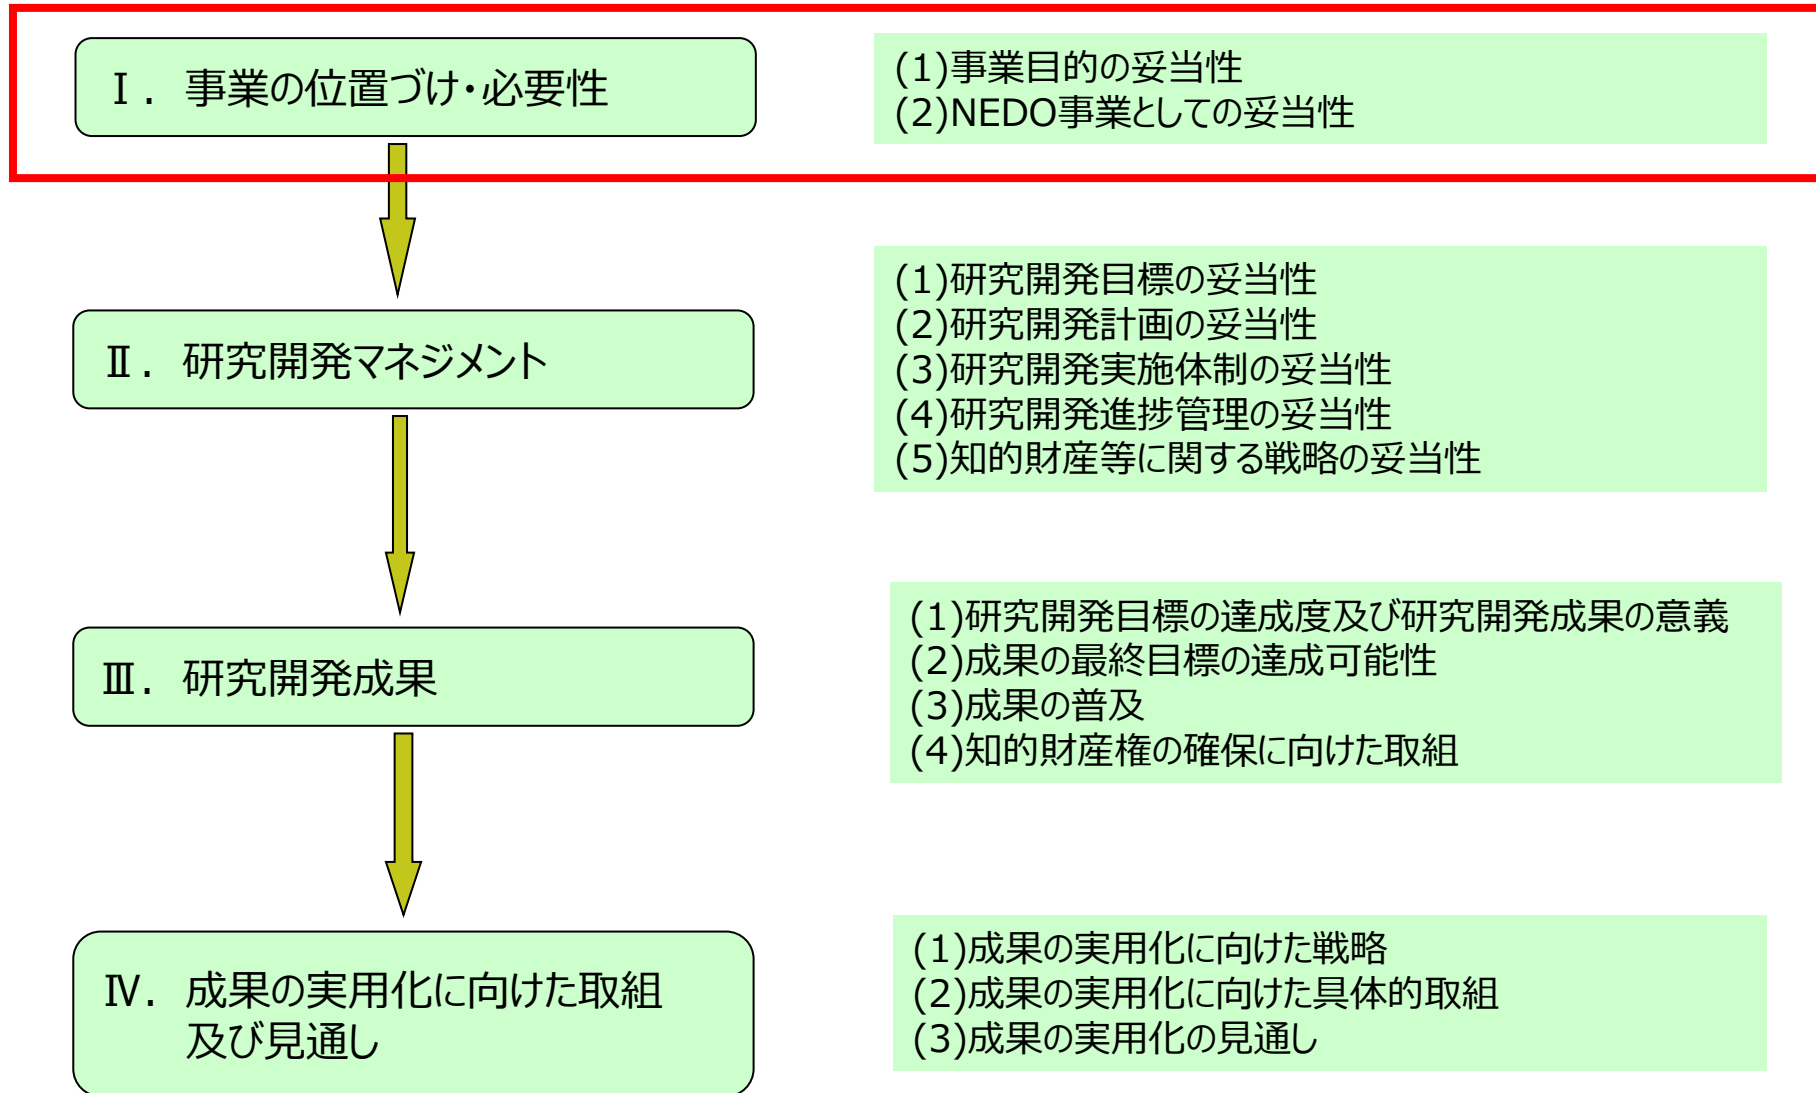 Ⅰ. 事業の位置づけ・必要性
(1)事業目的の妥当性
(2)NEDO事業としての妥当性
Ⅱ. 研究開発マネジメント
(1)研究開発目標の妥当性
(2)研究開発計画の妥当性
(3)研究開発実施体制の妥当性
(4)研究開発進捗管理の妥当性
(5)知的財産等に関する戦略の妥当性
Ⅲ. 研究開発成果
(1)研究開発目標の達成度及び研究開発成果の意義
(2)成果の最終目標の達成可能性
(3)成果の普及
(4)知的財産権の確保に向けた取組
Ⅳ. 成果の実用化に向けた取組
及び見通し
(1)成果の実用化に向けた戦略
(2)成果の実用化に向けた具体的取組
(3)成果の実用化の見通し